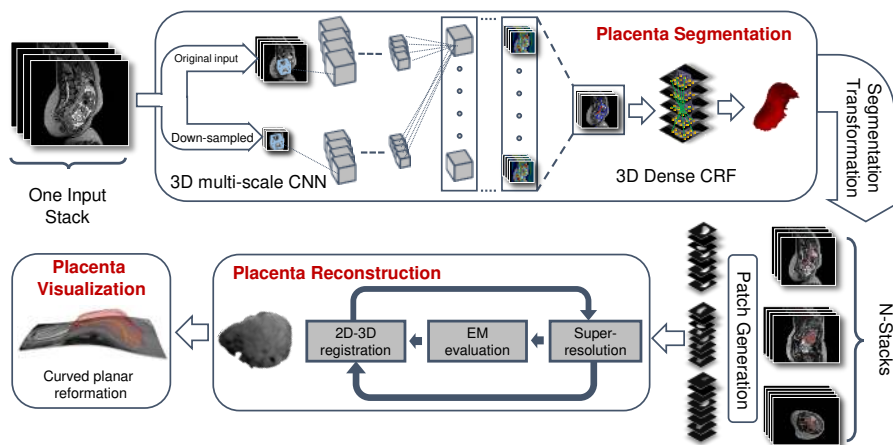 Placenta Segmentation
Original input
Down-sampled
3D multi-scale CNN
3D Dense CRF
One Input
Stack
Segmentation
Transformation
Placenta
Visualization
Curved planar
reformation
Placenta Reconstruction
2D-3D
registration
EM
evaluation
Super-
resolution
Patch Generation
N-Stacks